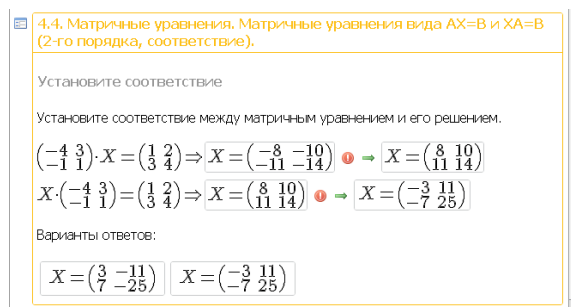 4.4. Матричные уравнения. Матричные уравнения вида AX=B и XA=B
(2-го порядка, соответствие).
Установите соответствие
Установите соответствие между матричным уравнением и его решением.
(−4 3 −1 1)·X=(1 2 3 4)⇒ X=(−8 −10 −11 −14) ! → X=(8 10 11 14)
X·(−4 3 −1 1)=(1 2 3 4)⇒ X=(8 10 11 14) ! → X=(−3 11 −7 25)
Варианты ответов:
X=(3 −11 7 −25) X=(−3 11 −7 25)